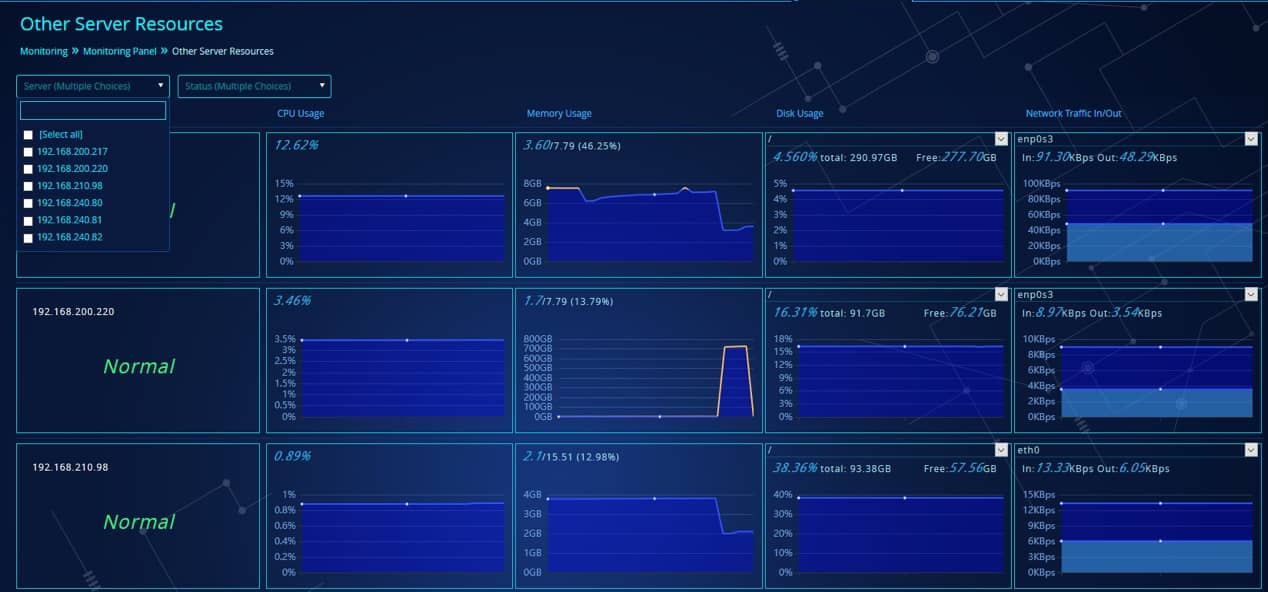 Other Server Resources
Monitoring » Monitoring Panel » Other Server Resources
Server (Multiple Choices) Status (Multiple Choices)
[Select all]
192.168.200.217
192.168.200.220
192.168.210.98
192.168.240.80
192.168.240.81
192.168.240.82
CPU Usage Memory Usage Disk Usage Network Traffic In/Out
12.62%
15%
12%
9%
6%
3%
0%
3.60/7.79 (46.25%)
8GB
6GB
4GB
2GB
0GB
/
4.560% total: 290.97GB Free:277.70GB
5%
4%
3%
2%
1%
0%
enp0s3
In:91.30KBps Out:48.29KBps
100KBps
80KBps
60KBps
40KBps
20KBps
0KBps
192.168.200.220
Normal
3.46%
3.5%
3%
2.5%
2%
1.5%
1%
0.5%
0%
1.7/7.79 (13.79%)
800GB
700GB
600GB
500GB
400GB
300GB
200GB
100GB
0GB
/
16.31% total: 91.7GB Free:76.21GB
18%
15%
12%
9%
6%
3%
0%
enp0s3
In:8.97KBps Out:3.54KBps
10KBps
8KBps
6KBps
4KBps
2KBps
0KBps
192.168.210.98
Normal
0.89%
1%
0.8%
0.6%
0.4%
0.2%
0%
2.1/15.51 (12.98%)
4GB
3GB
2GB
1GB
0GB
/
38.36% total: 93.38GB Free:57.56GB
40%
30%
20%
10%
0%
eth0
In:13.33KBps Out:6.05KBps
15KBps
12KBps
9KBps
6KBps
3KBps
0KBps